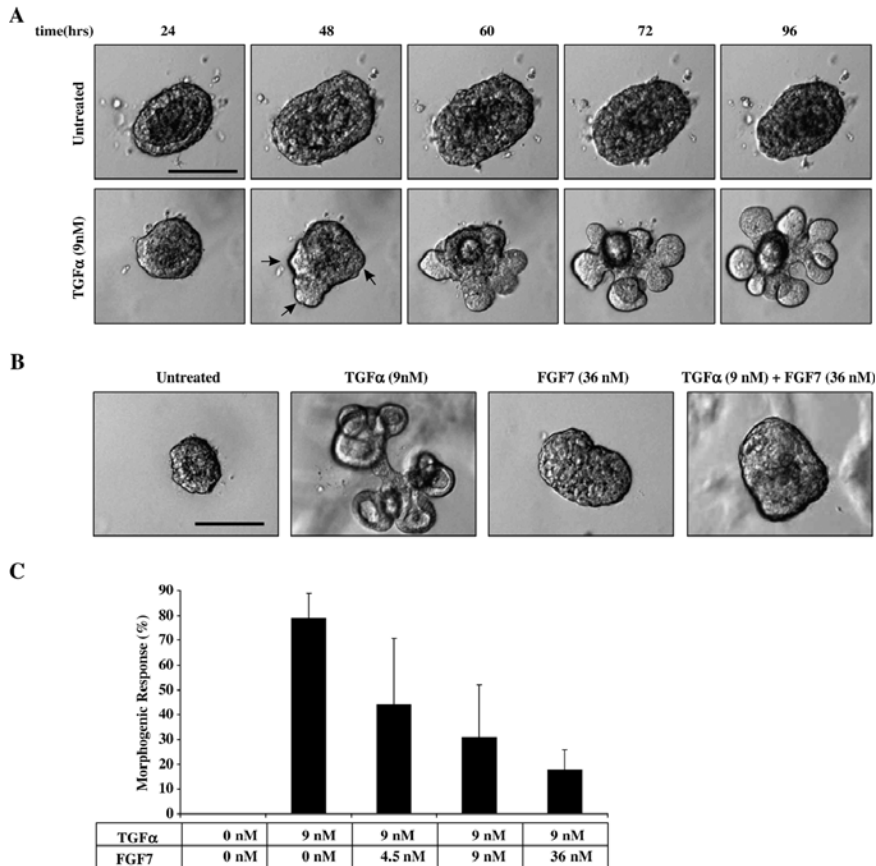 A
time(hrs) 24 48 60 72 96
Untreated
TGFα (9nM)
B
Untreated TGFα (9nM) FGF7 (36 nM) TGFα (9 nM) + FGF7 (36 nM)
C
Morphogenic Response (%)
90
80
70
60
50
40
30
20
10
0
TGFα 0 nM 9 nM 9 nM 9 nM 9 nM
FGF7 0 nM 0 nM 4.5 nM 9 nM 36 nM